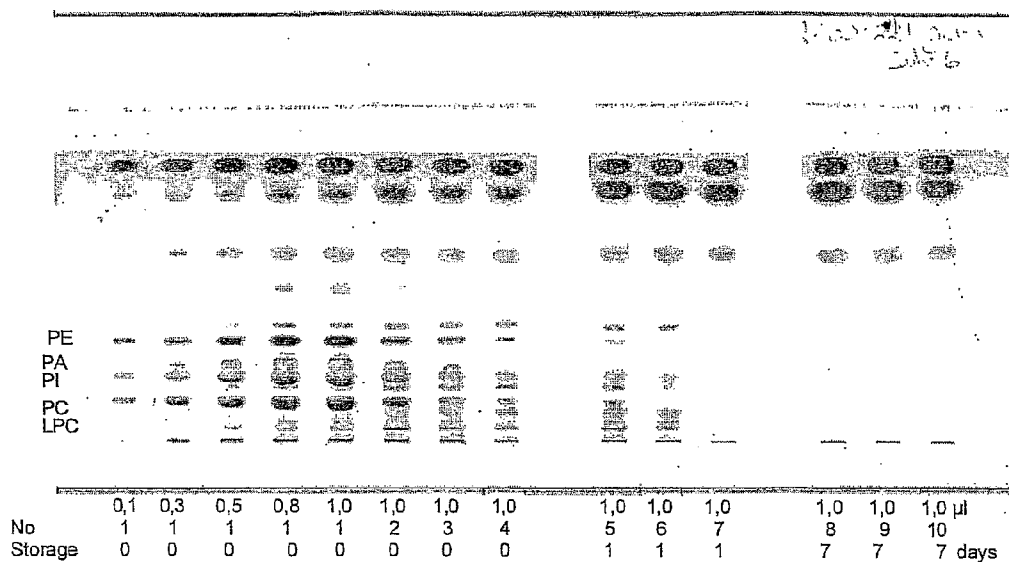 PE
PA
PI
PC
LPC
0,1 0,3 0,5 0,8 1,0 1,0 1,0 1,0 1,0 1,0 1,0 1,0 1,0 1,0 µl
No 1 1 1 1 1 2 3 4 5 6 7 8 9 10
Storage 0 0 0 0 0 0 0 0 1 1 1 7 7 7 days